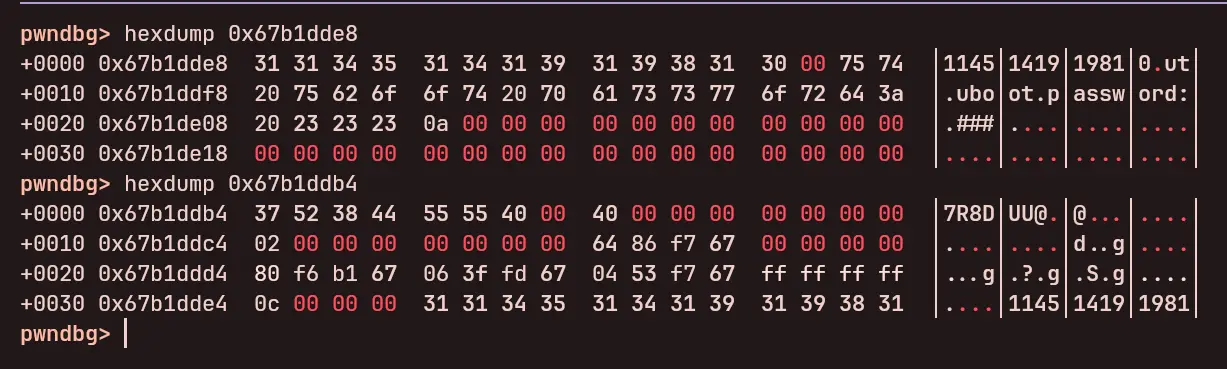 pwndbg> hexdump 0x67b1dde8
+0000 0x67b1dde8  31 31 34 35  31 34 31 39  31 39 38 31  30 00 75 74  │1145│1419│1981│0.ut│
+0010 0x67b1ddf8  20 75 62 6f  6f 74 20 70  61 73 73 77  6f 72 64 3a  │.ubo│ot.p│assw│ord:│
+0020 0x67b1de08  20 23 23 23  0a 00 00 00  00 00 00 00  00 00 00 00  │.###│....│....│....│
+0030 0x67b1de18  00 00 00 00  00 00 00 00  00 00 00 00  00 00 00 00  │....│....│....│....│
pwndbg> hexdump 0x67b1ddb4
+0000 0x67b1ddb4  37 52 38 44  55 55 40 00  40 00 00 00  00 00 00 00  │7R8D│UU@.│@...│....│
+0010 0x67b1ddc4  02 00 00 00  00 00 00 00  64 86 f7 67  00 00 00 00  │....│....│d..g│....│
+0020 0x67b1ddd4  80 f6 b1 67  06 3f fd 67  04 53 f7 67  ff ff ff ff  │...g│.?.g│.S.g│....│
+0030 0x67b1dde4  0c 00 00 00  31 31 34 35  31 34 31 39  31 39 38 31  │....│1145│1419│1981│
pwndbg>